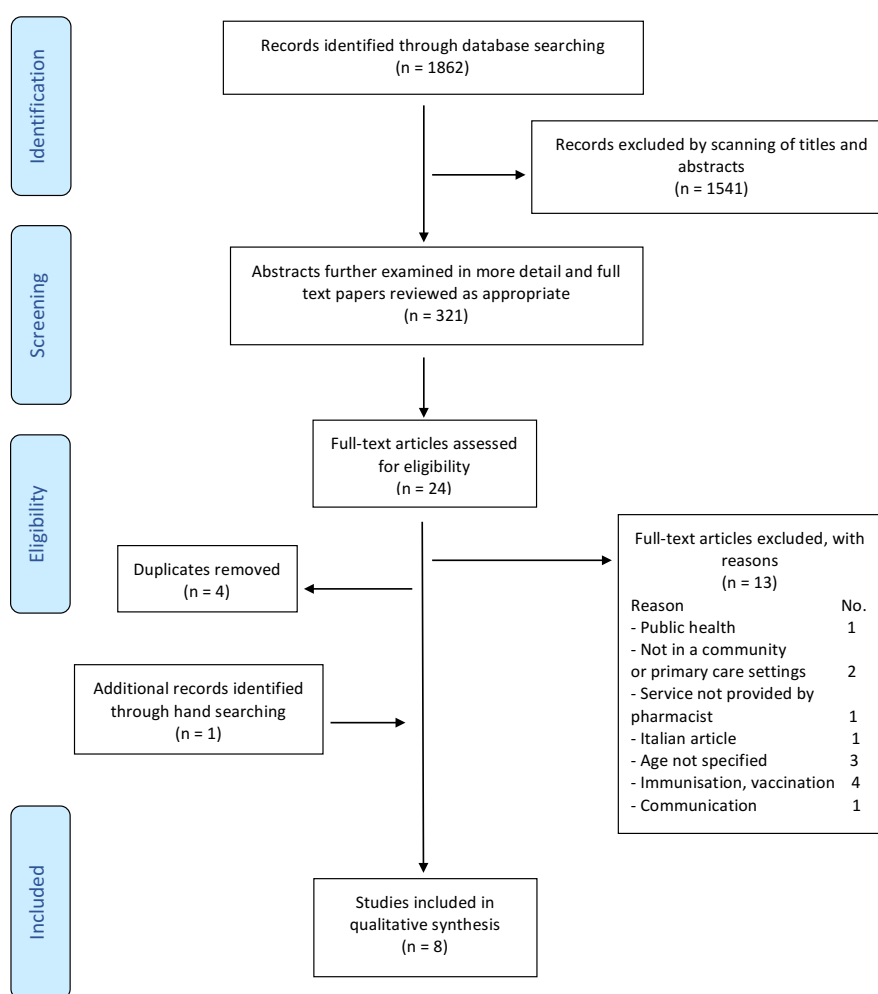 Identification
Records identified through database searching
(n = 1862)
Records excluded by scanning of titles and
abstracts
(n = 1541)
Screening
Abstracts further examined in more detail and full
text papers reviewed as appropriate
(n = 321)
Eligibility
Full-text articles assessed
for eligibility
(n = 24)
Duplicates removed
(n = 4)
Full-text articles excluded, with
reasons
(n = 13)
Reason No.
- Public health 1
- Not in a community
or primary care settings 2
- Service not provided by
pharmacist 1
- Italian article 1
- Age not specified 3
- Immunisation, vaccination 4
- Communication 1
Additional records identified
through hand searching
(n = 1)
Included
Studies included in
qualitative synthesis
(n = 8)